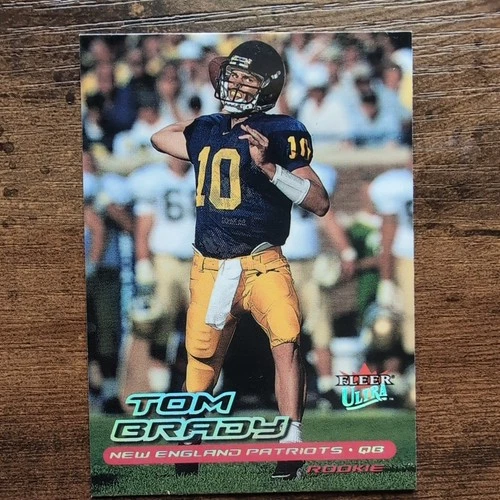 10
10
FLEER
ULTRA
TOM
BRADY
NEW ENGLAND PATRIOTS • QB
ROOKIE